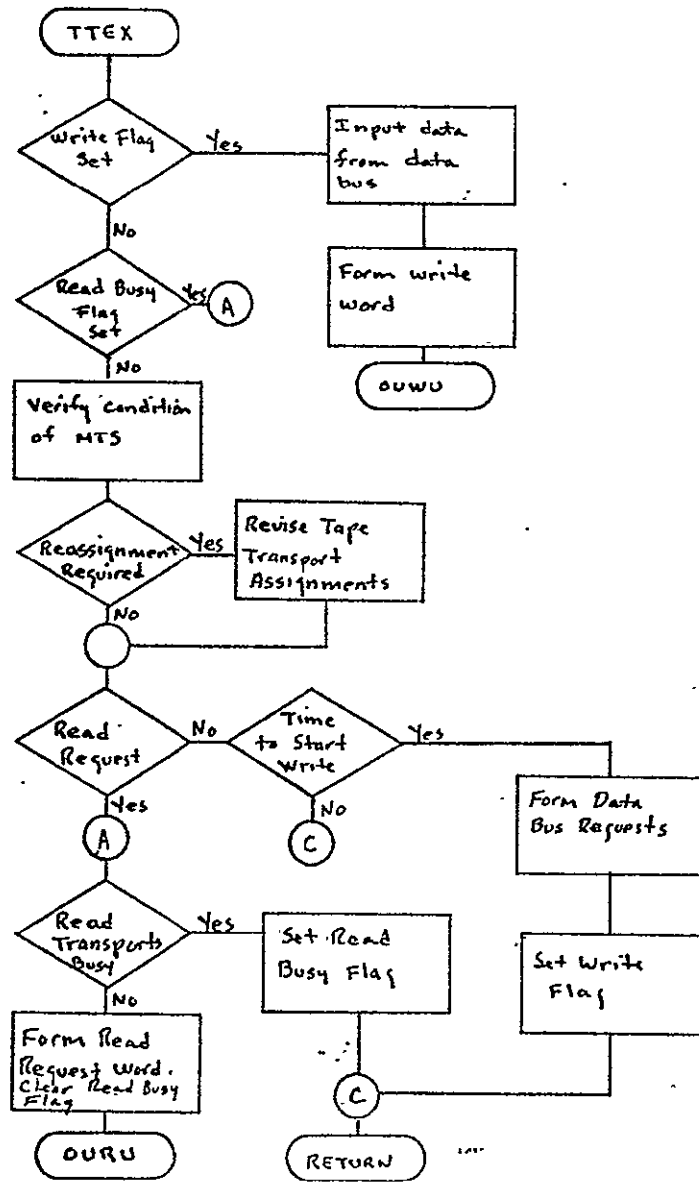 TTEX
Write Flag
Set
Yes
Input data
from data
bus
No
Form write
word
Read Busy
Flag
Set
Yes
A
OUWU
No
Verify condition
of MTS
Reassignment
Required
Yes
Revise Tape
Transport
Assignments
No
Read
Request
No
Time
to Start
Write
Yes
Form Data
Bus Requests
Yes
A
No
C
Read
Transports
Busy
Yes
Set Read
Busy Flag
Set Write
Flag
No
Form Read
Request Word.
Clear Read Busy
Flag
C
OURU
RETURN